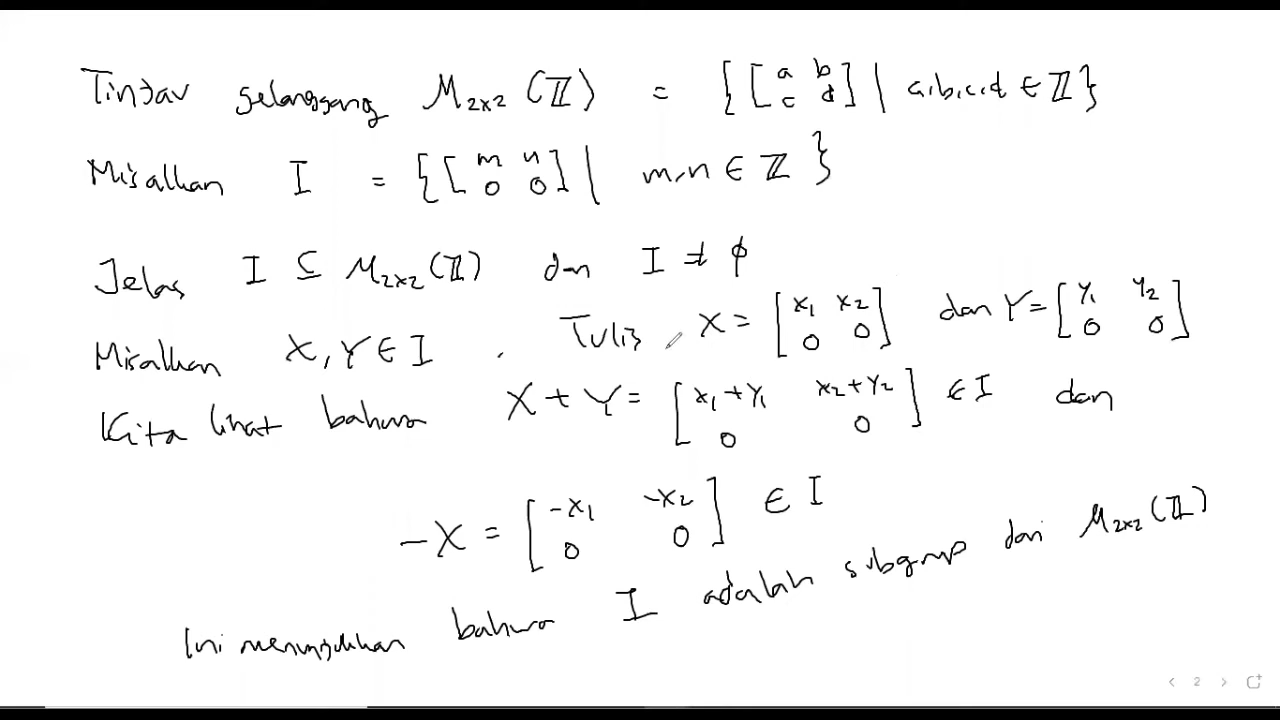 Tinjau gelanggang M₂ₓ₂(ℤ) = {[a b; c d] | a,b,c,d ∈ ℤ}
Misalkan I = {[m n; 0 0] | m,n ∈ ℤ}
Jelas I ⊆ M₂ₓ₂(ℤ) dan I ≠ ϕ
Misalkan X, Y ∈ I. Tulis X = [x₁ x₂; 0 0] dan Y = [y₁ y₂; 0 0]
Kita lihat bahwa X + Y = [x₁+y₁ x₂+y₂; 0 0] ∈ I dan
-X = [-x₁ -x₂; 0 0] ∈ I
Ini menunjukkan bahwa I adalah subgrup dari M₂ₓ₂(ℤ)
< 2 >